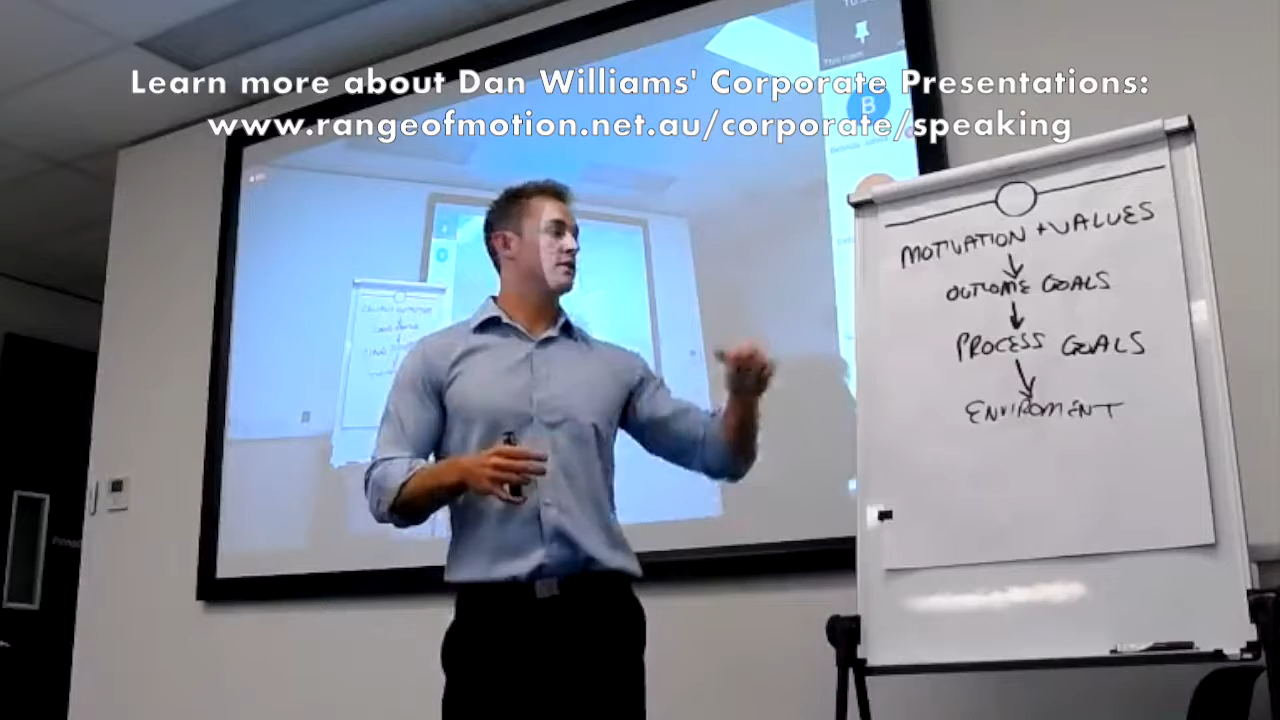 Learn more about Dan Williams' Corporate Presentations:
www.rangeofmotion.net.au/corporate/speaking
B
MOTIVATION + VALUES
OUTCOME GOALS
PROCESS GOALS
ENVIROMENT